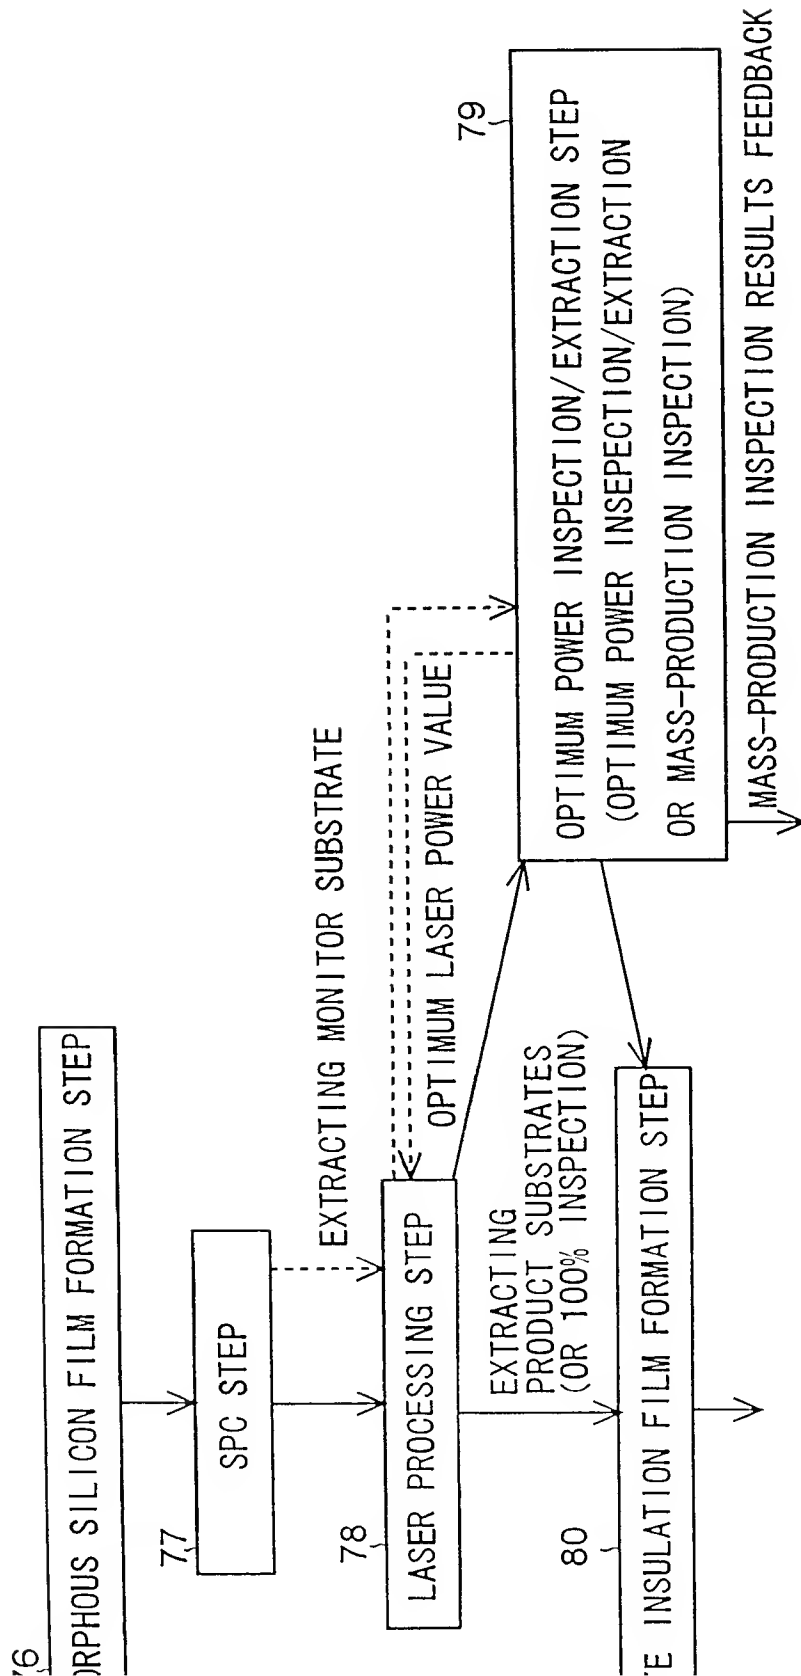 76
ORPHOUS SILICON FILM FORMATION STEP
77
SPC STEP
EXTRACTING MONITOR SUBSTRATE
78
LASER PROCESSING STEP
OPTIMUM LASER POWER VALUE
79
OPTIMUM POWER INSPECTION/EXTRACTION STEP
(OPTIMUM POWER INSEPECTION/EXTRACTION
OR MASS-PRODUCTION INSPECTION)
MASS-PRODUCTION INSPECTION RESULTS FEEDBACK
EXTRACTING
PRODUCT SUBSTRATES
(OR 100% INSPECTION)
80
TE INSULATION FILM FORMATION STEP